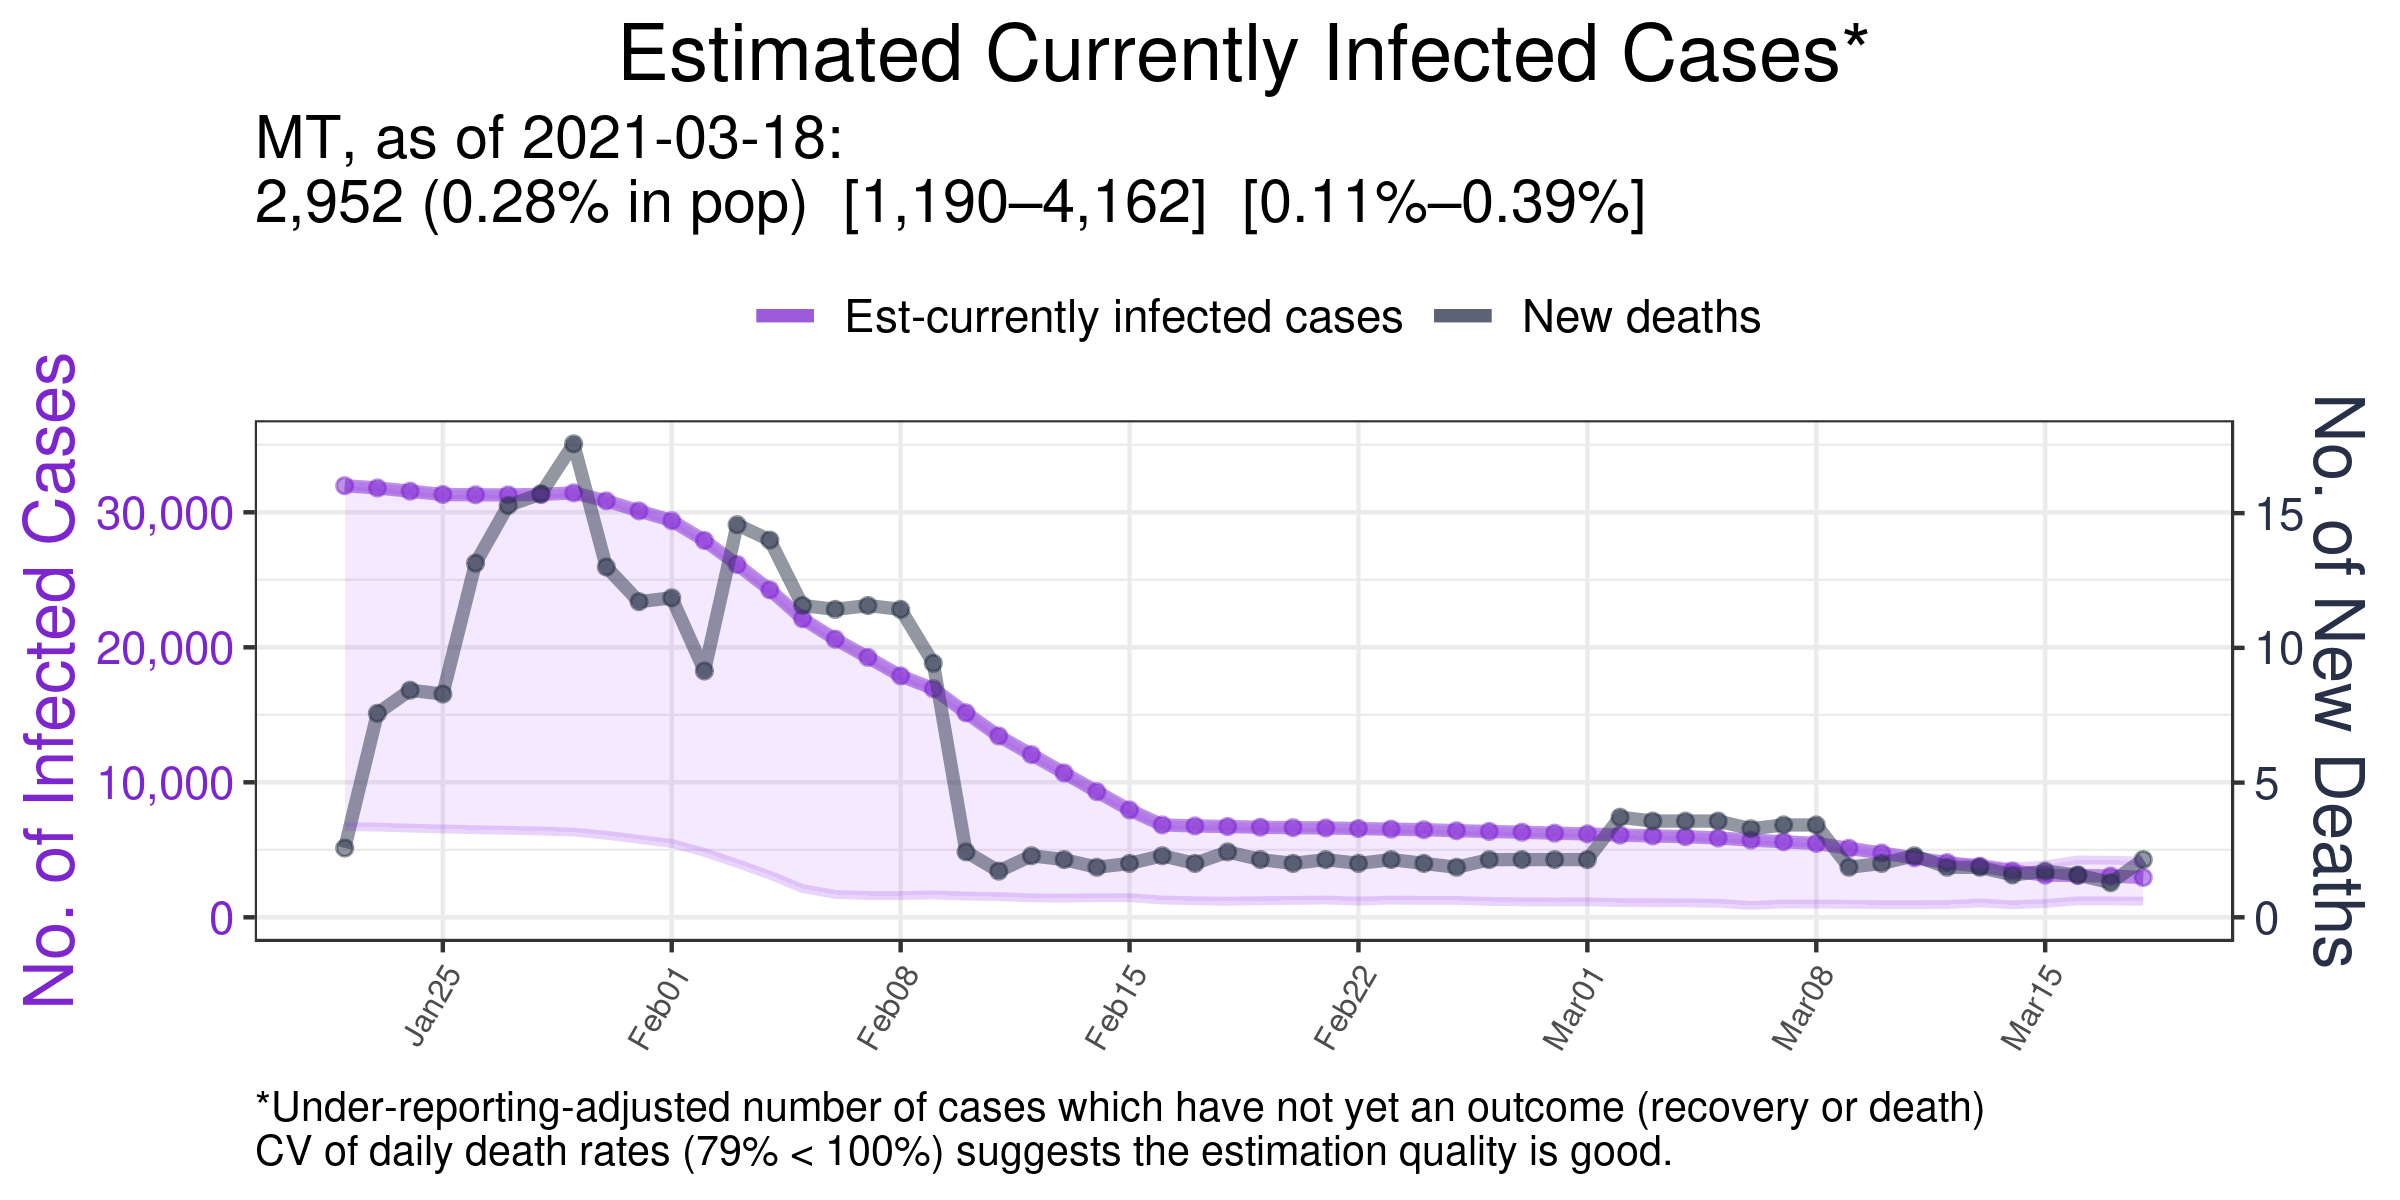 Estimated Currently Infected Cases*
MT, as of 2021-03-18:
2,952 (0.28% in pop)  [1,190–4,162]  [0.11%–0.39%]
Est-currently infected cases
New deaths
No. of Infected Cases
30,000
20,000
10,000
0
15
10
5
0
No. of New Deaths
Jan25
Feb01
Feb08
Feb15
Feb22
Mar01
Mar08
Mar15
*Under-reporting-adjusted number of cases which have not yet an outcome (recovery or death)
CV of daily death rates (79% < 100%) suggests the estimation quality is good.